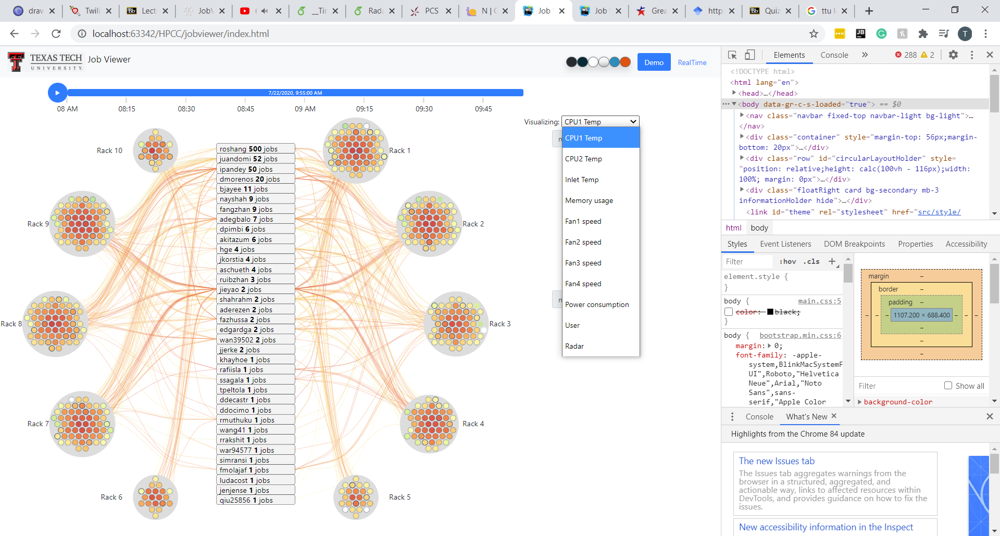 draw
Twili
Lect
JobV
__Tir
Rada
PCS
N | C
Job
Job
Grea
http
Quiz
ttu l
localhost:63342/HPCC/jobviewer/index.html
T
TEXAS TECH
UNIVERSITY.
Job Viewer
Demo
RealTime
7/22/2020, 9:55:00 AM
08 AM 08:15 08:30 08:45 09 AM 09:15 09:30 09:45
Visualizing: CPU1 Temp
CPU1 Temp
CPU2 Temp
Inlet Temp
Memory usage
Fan1 speed
Fan2 speed
Fan3 speed
Fan4 speed
Power consumption
User
Radar
Rack 10
Rack 9
Rack 8
Rack 7
Rack 6
roshang 500 jobs
juandomi 52 jobs
ipandey 50 jobs
dmorenos 20 jobs
bjayee 11 jobs
nayshah 9 jobs
fangzhan 9 jobs
adegbalo 7 jobs
dpimbi 6 jobs
akitazum 6 jobs
hge 4 jobs
jkorstia 4 jobs
aschueth 4 jobs
ruibzhan 3 jobs
jieyao 2 jobs
shahrahm 2 jobs
aderezen 2 jobs
fazhussa 2 jobs
edgardga 2 jobs
wan39502 2 jobs
jjerke 2 jobs
khayhoe 1 jobs
rafiisla 1 jobs
ssagala 1 jobs
tpeltola 1 jobs
ddecastr 1 jobs
ddocimo 1 jobs
rmuthuku 1 jobs
wang41 1 jobs
rrakshit 1 jobs
war94577 1 jobs
simransi 1 jobs
fmolajaf 1 jobs
ludacost 1 jobs
jenjense 1 jobs
qiu25856 1 jobs
Rack 1
Rack 2
Rack 3
Rack 4
Rack 5
Elements Console » 288 2
<!DOCTYPE html>
<html lang="en">
<head>…</head>
<body data-gr-c-s-loaded="true"> == $0
<nav class="navbar fixed-top navbar-light bg-light">…
</nav>
<div class="container" style="margin-top: 56px;margin-
bottom: 20px">…</div>
<div class="row" id="circularLayoutHolder" style=
"position: relative;height: calc(100vh - 116px);width:
100%; margin: 0px">…</div>
<div class="floatRight card bg-secondary mb-3
informationHolder hide">…</div>
<link id="theme" rel="stylesheet" href="src/style/
html body
Styles Event Listeners DOM Breakpoints Properties Accessibility
Filter :hov .cls +
element.style {
}
body { main.css:5
color: black;
}
body { bootstrap.min.css:6
margin: 0;
font-family: -apple-
system,BlinkMacSystemF
UI",Roboto,"Helvetica
Neue",Arial,"Noto
Sans",sans-
serif,"Apple Color
margin –
border –
padding –
– – – 1107.200 × 688.400 – – –
–
–
–
Filter Show all
background-color
Console What's New
Highlights from the Chrome 84 update
The new Issues tab
The Issues tab aggregates warnings from the
browser in a structured, aggregated, and
actionable way, links to affected resources within
DevTools, and provides guidance on how to fix the
issues.
New accessibility information in the Inspect